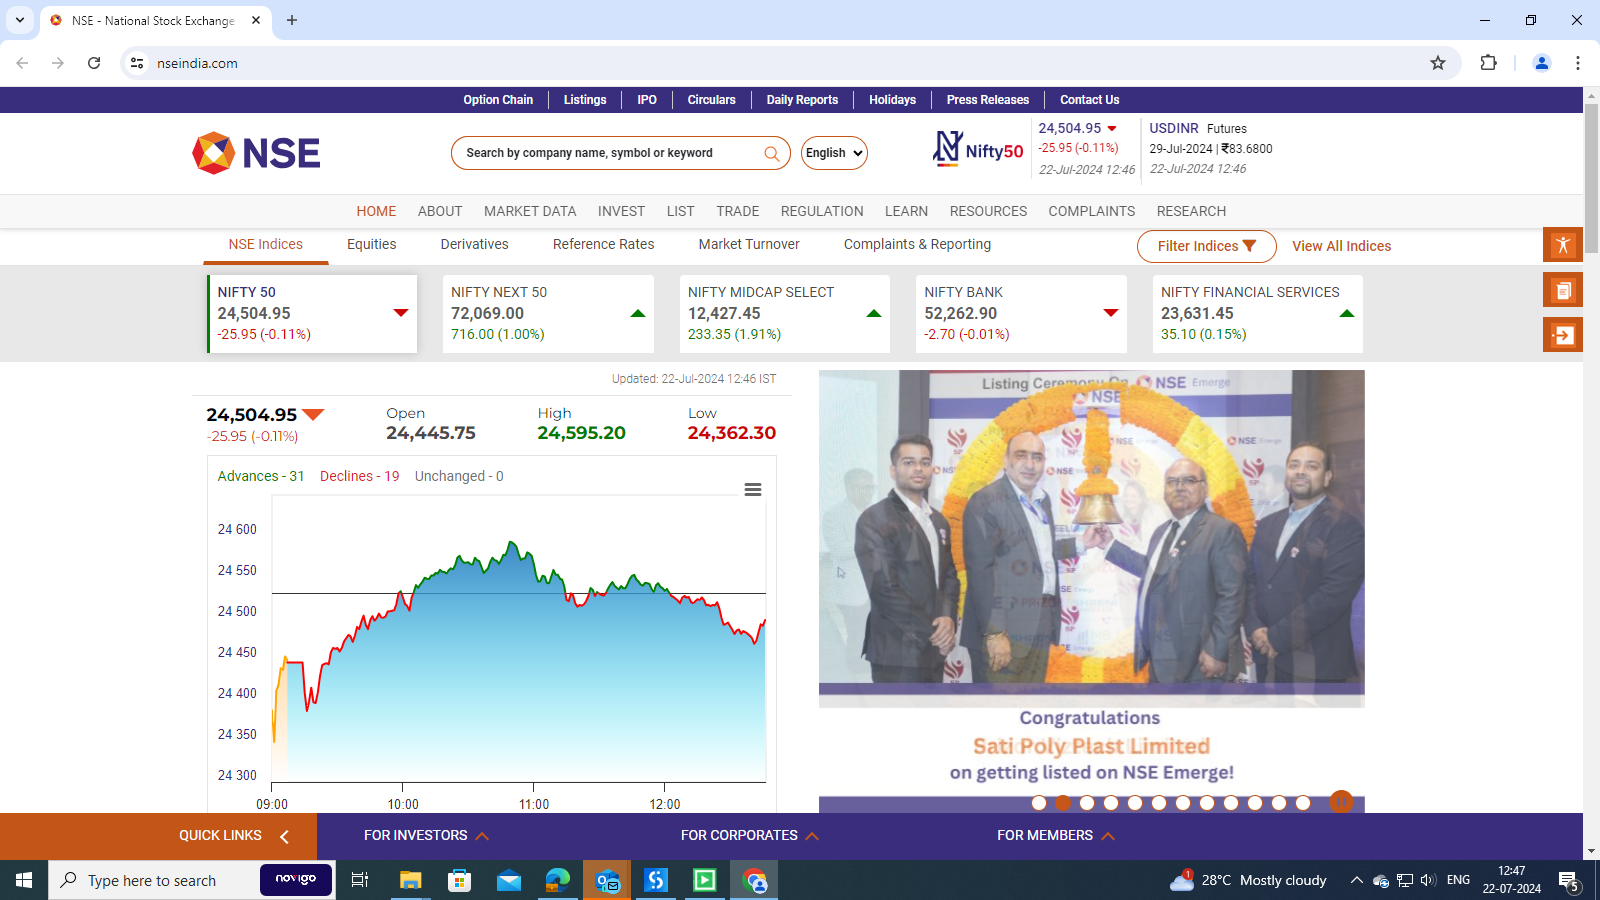 NSE - National Stock Exchange
nseindia.com
Option Chain
Listings
IPO
Circulars
Daily Reports
Holidays
Press Releases
Contact Us
NSE
Search by company name, symbol or keyword
English
Nifty50
24,504.95
-25.95 (-0.11%)
22-Jul-2024 12:46
USDINR Futures
29-Jul-2024 | ₹83.6800
22-Jul-2024 12:46
HOME
ABOUT
MARKET DATA
INVEST
LIST
TRADE
REGULATION
LEARN
RESOURCES
COMPLAINTS
RESEARCH
NSE Indices
Equities
Derivatives
Reference Rates
Market Turnover
Complaints & Reporting
Filter Indices
View All Indices
NIFTY 50
24,504.95
-25.95 (-0.11%)
NIFTY NEXT 50
72,069.00
716.00 (1.00%)
NIFTY MIDCAP SELECT
12,427.45
233.35 (1.91%)
NIFTY BANK
52,262.90
-2.70 (-0.01%)
NIFTY FINANCIAL SERVICES
23,631.45
35.10 (0.15%)
Updated: 22-Jul-2024 12:46 IST
24,504.95
-25.95 (-0.11%)
Open
24,445.75
High
24,595.20
Low
24,362.30
Advances - 31
Declines - 19
Unchanged - 0
24 600
24 550
24 500
24 450
24 400
24 350
24 300
09:00
10:00
11:00
12:00
Listing Ceremony On NSE Emerge
NSE
NSE Emerge
Congratulations
Sati Poly Plast Limited
on getting listed on NSE Emerge!
QUICK LINKS
FOR INVESTORS
FOR CORPORATES
FOR MEMBERS
Type here to search
novigo
1
28°C Mostly cloudy
ENG
12:47
22-07-2024
5